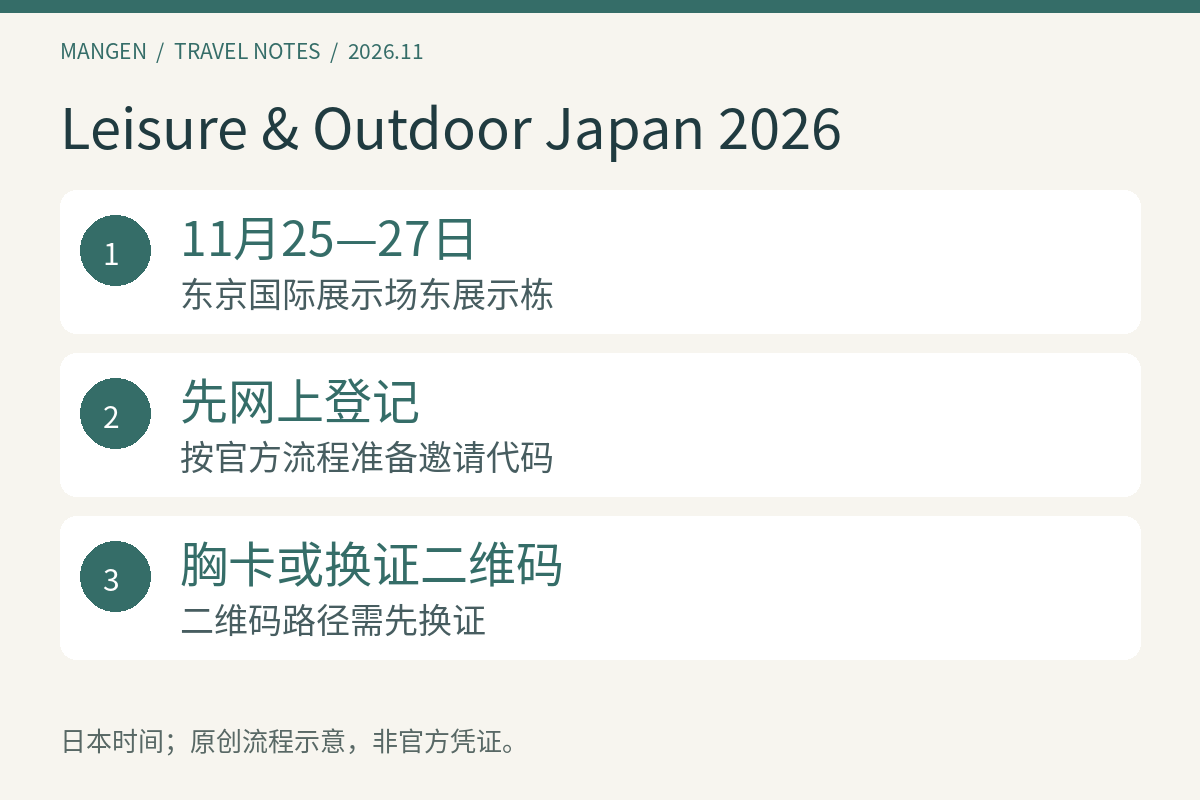 MANGEN / TRAVEL NOTES / 2026.11
Leisure & Outdoor Japan 2026
1
11月25—27日
东京国际展示场东展示栋
2
先网上登记
按官方流程准备邀请代码
3
胸卡或换证二维码
二维码路径需先换证
日本时间；原创流程示意，非官方凭证。